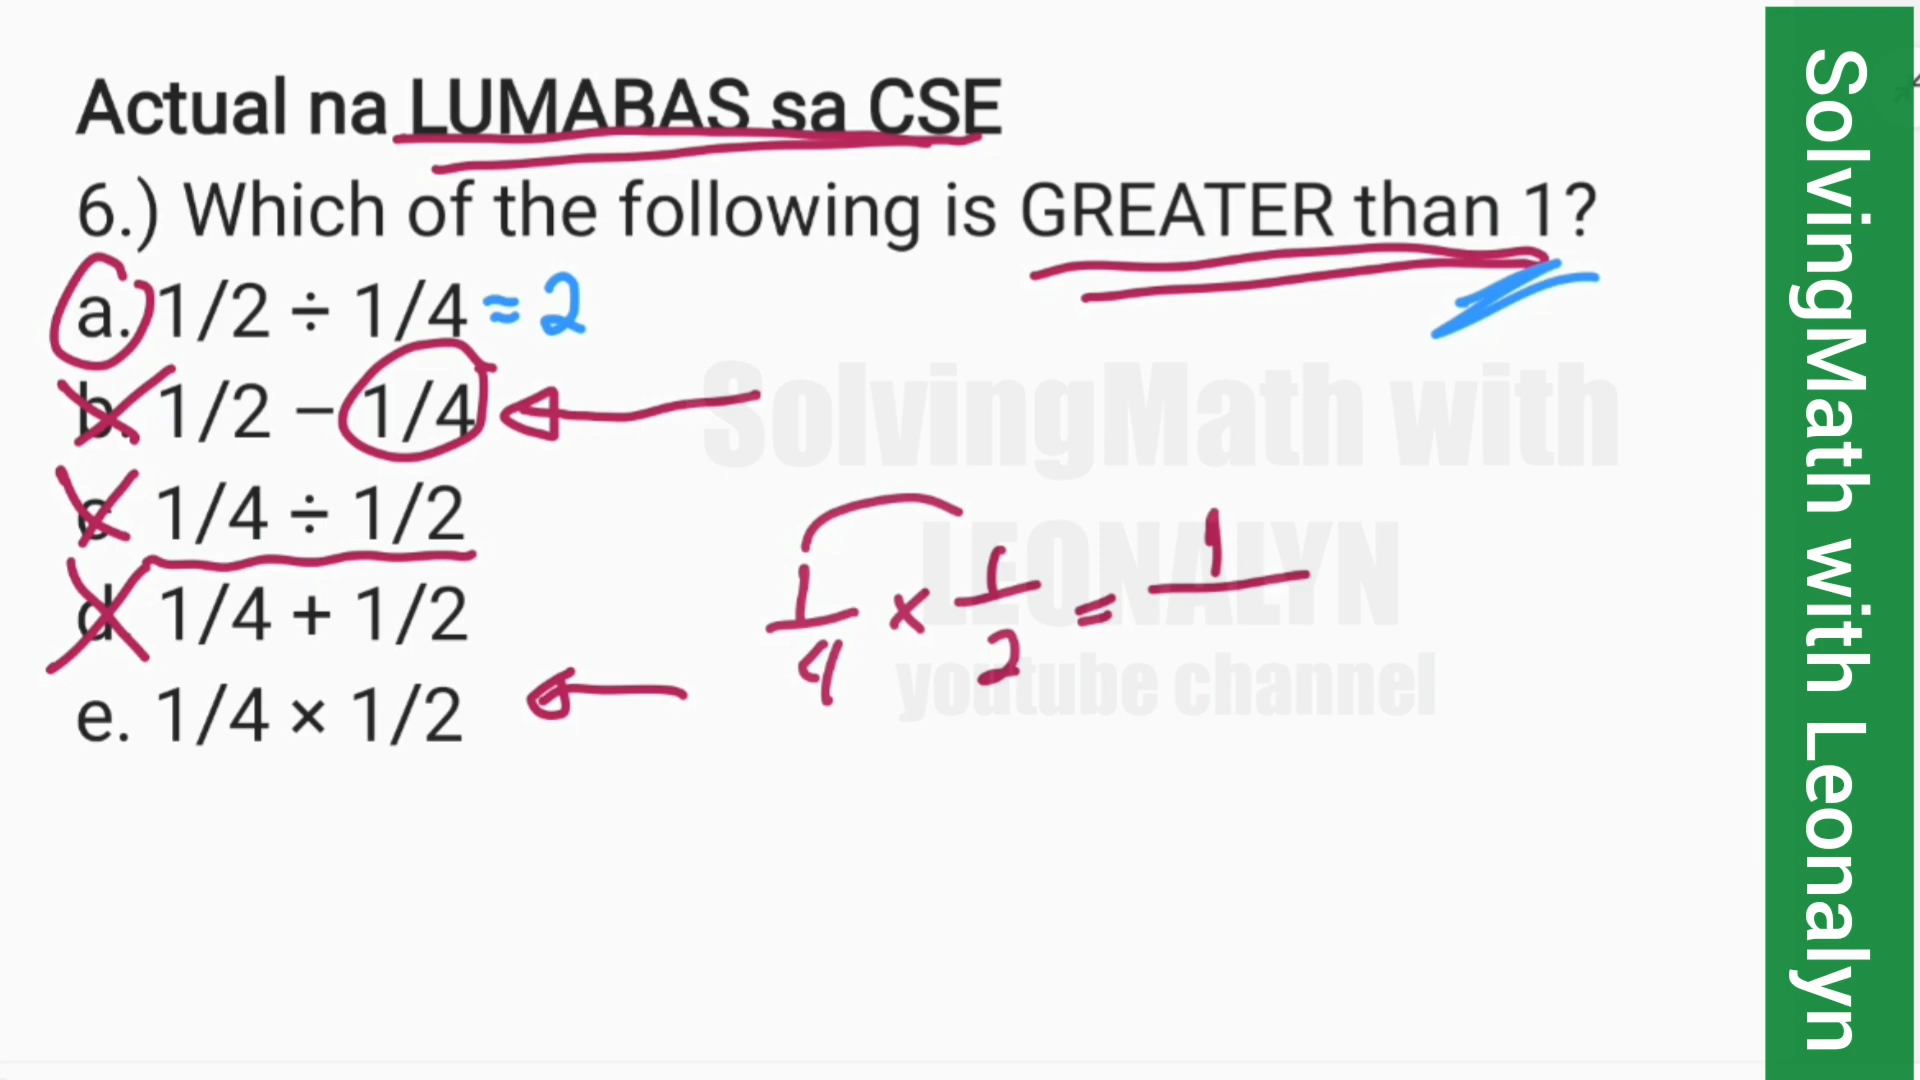 Actual na LUMABAS sa CSE
6.) Which of the following is GREATER than 1?
a. 1/2 ÷ 1/4 = 2
b. 1/2 − 1/4
c. 1/4 ÷ 1/2
d. 1/4 + 1/2
e. 1/4 × 1/2
1/4 × 1/2 = 1
SolvingMath with
LEONALYN
youtube channel
SolvingMath with Leonalyn